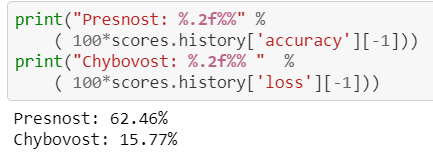 print("Presnost: %.2f%%" %
( 100*scores.history['accuracy'][-1]))
print("Chybovost: %.2f%% "  %
( 100*scores.history['loss'][-1]))
Presnost: 62.46%
Chybovost: 15.77%